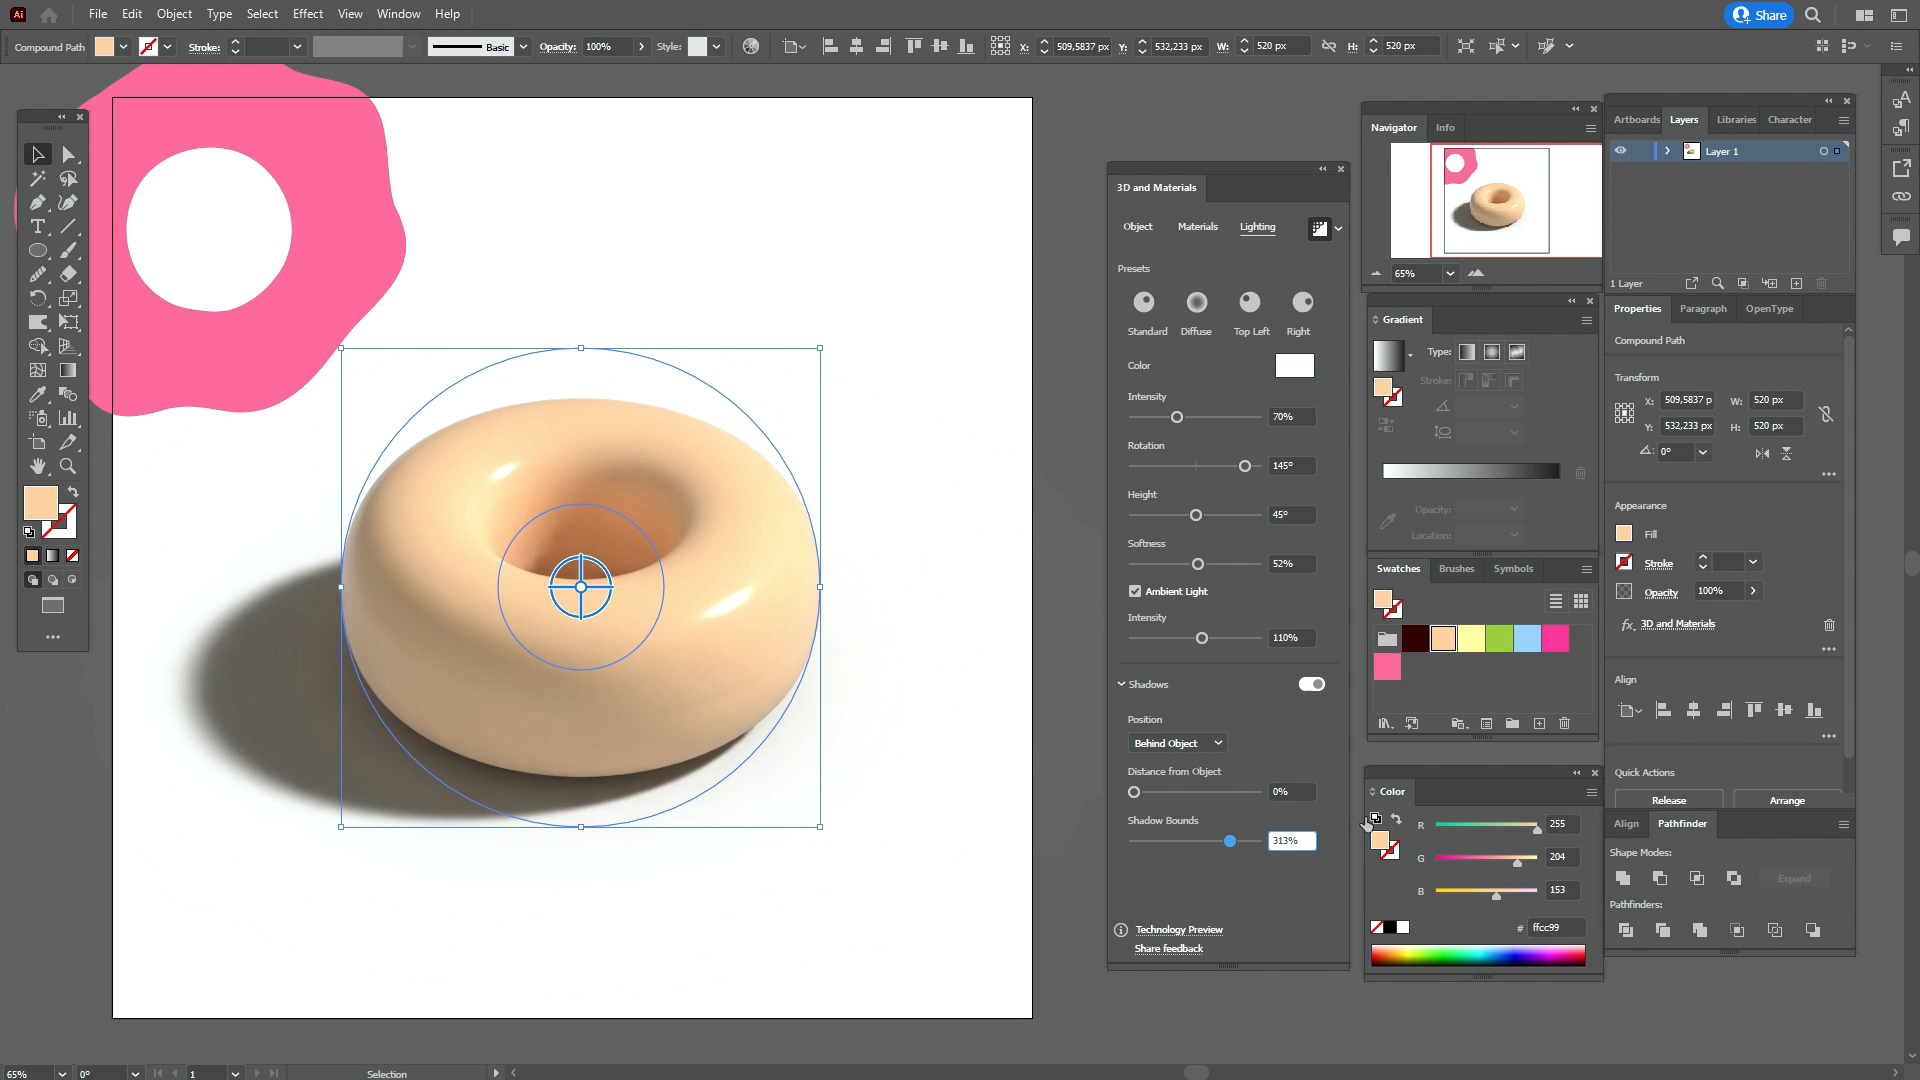 Ai File Edit Object Type Select Effect View Window Help Share
Compound Path Stroke: Basic Opacity: 100% Style: X: 509,5837 px Y: 532,233 px W: 520 px H: 520 px
3D and Materials
Object Materials Lighting
Presets
Standard Diffuse Top Left Right
Color
Intensity
70%
Rotation
145°
Height
45°
Softness
52%
Ambient Light
Intensity
110%
Shadows
Position
Behind Object
Distance from Object
0%
Shadow Bounds
313%
Technology Preview
Share feedback
Navigator Info
65%
Gradient
Type:
Stroke:
Opacity:
Location:
Swatches Brushes Symbols
Color
R 255
G 204
B 153
# ffcc99
Artboards Layers Libraries Character
Layer 1
1 Layer
Properties Paragraph OpenType
Compound Path
Transform
X: 509,5837 p W: 520 px
Y: 532,233 px H: 520 px
0°
Appearance
Fill
Stroke
Opacity 100%
fx. 3D and Materials
Align
Quick Actions
Release Arrange
Align Pathfinder
Shape Modes:
Expand
Pathfinders:
65% 0° 1 Selection